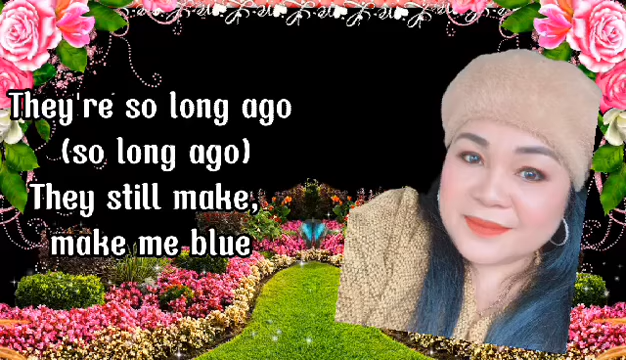 They're so long ago
(so long ago)
They still make,
make me blue